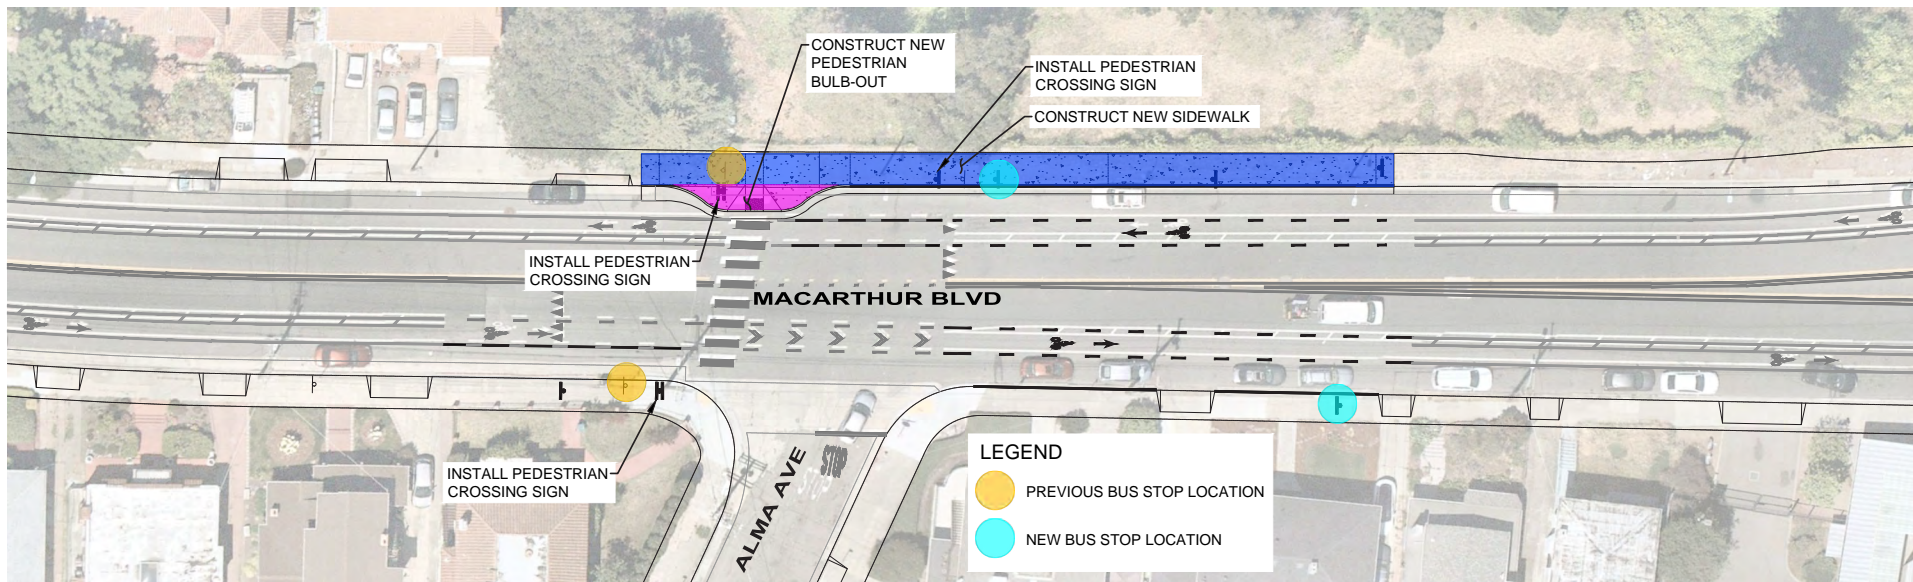 CONSTRUCT NEW
PEDESTRIAN
BULB-OUT
INSTALL PEDESTRIAN
CROSSING SIGN
CONSTRUCT NEW SIDEWALK
INSTALL PEDESTRIAN
CROSSING SIGN
MACARTHUR BLVD
INSTALL PEDESTRIAN
CROSSING SIGN
ALMA AVE
STOP
LEGEND
PREVIOUS BUS STOP LOCATION
NEW BUS STOP LOCATION